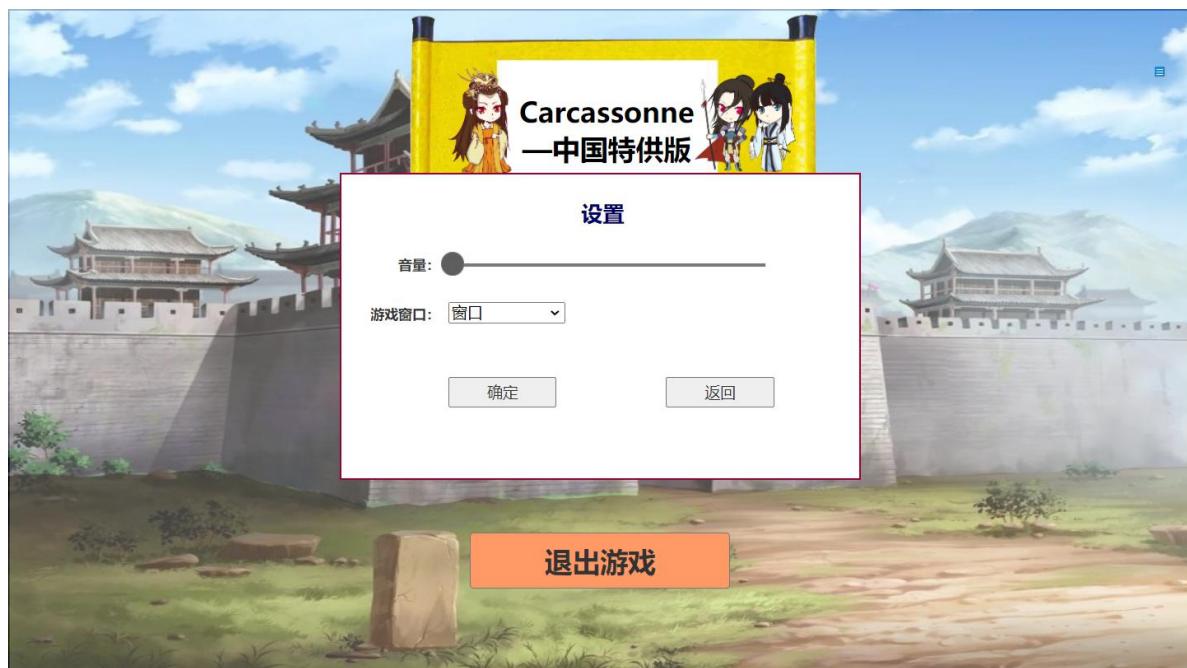 Carcassonne
—中国特供版
设置
音量：
游戏窗口： 窗口
确定 返回
退出游戏